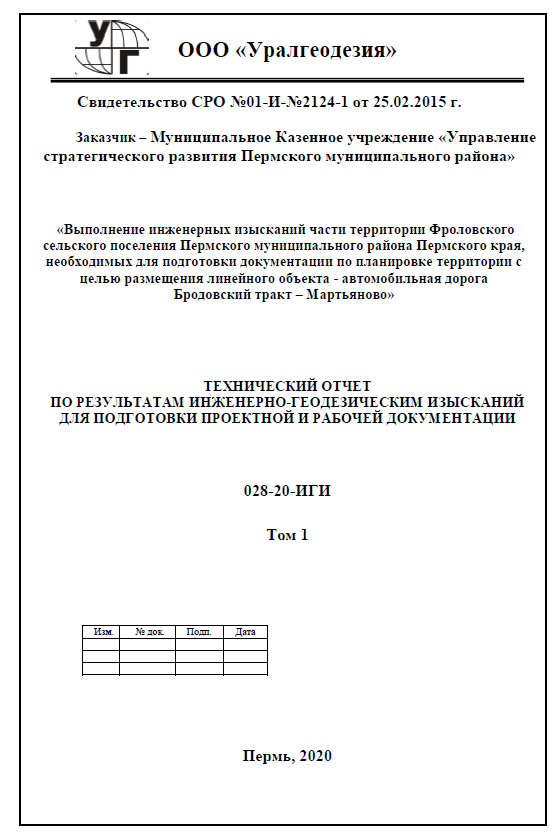 У
Г
ООО «Уралгеодезия»
Свидетельство СРО №01-И-№2124-1 от 25.02.2015 г.
Заказчик – Муниципальное Казенное учреждение «Управление
стратегического развития Пермского муниципального района»
«Выполнение инженерных изысканий части территории Фроловского
сельского поселения Пермского муниципального района Пермского края,
необходимых для подготовки документации по планировке территории с
целью размещения линейного объекта - автомобильная дорога
Бродовский тракт – Мартьяново»
ТЕХНИЧЕСКИЙ ОТЧЕТ
ПО РЕЗУЛЬТАТАМ ИНЖЕНЕРНО-ГЕОДЕЗИЧЕСКИМ ИЗЫСКАНИЙ
ДЛЯ ПОДГОТОВКИ ПРОЕКТНОЙ И РАБОЧЕЙ ДОКУМЕНТАЦИИ
028-20-ИГИ
Том 1
Изм. № док. Подп. Дата
Пермь, 2020